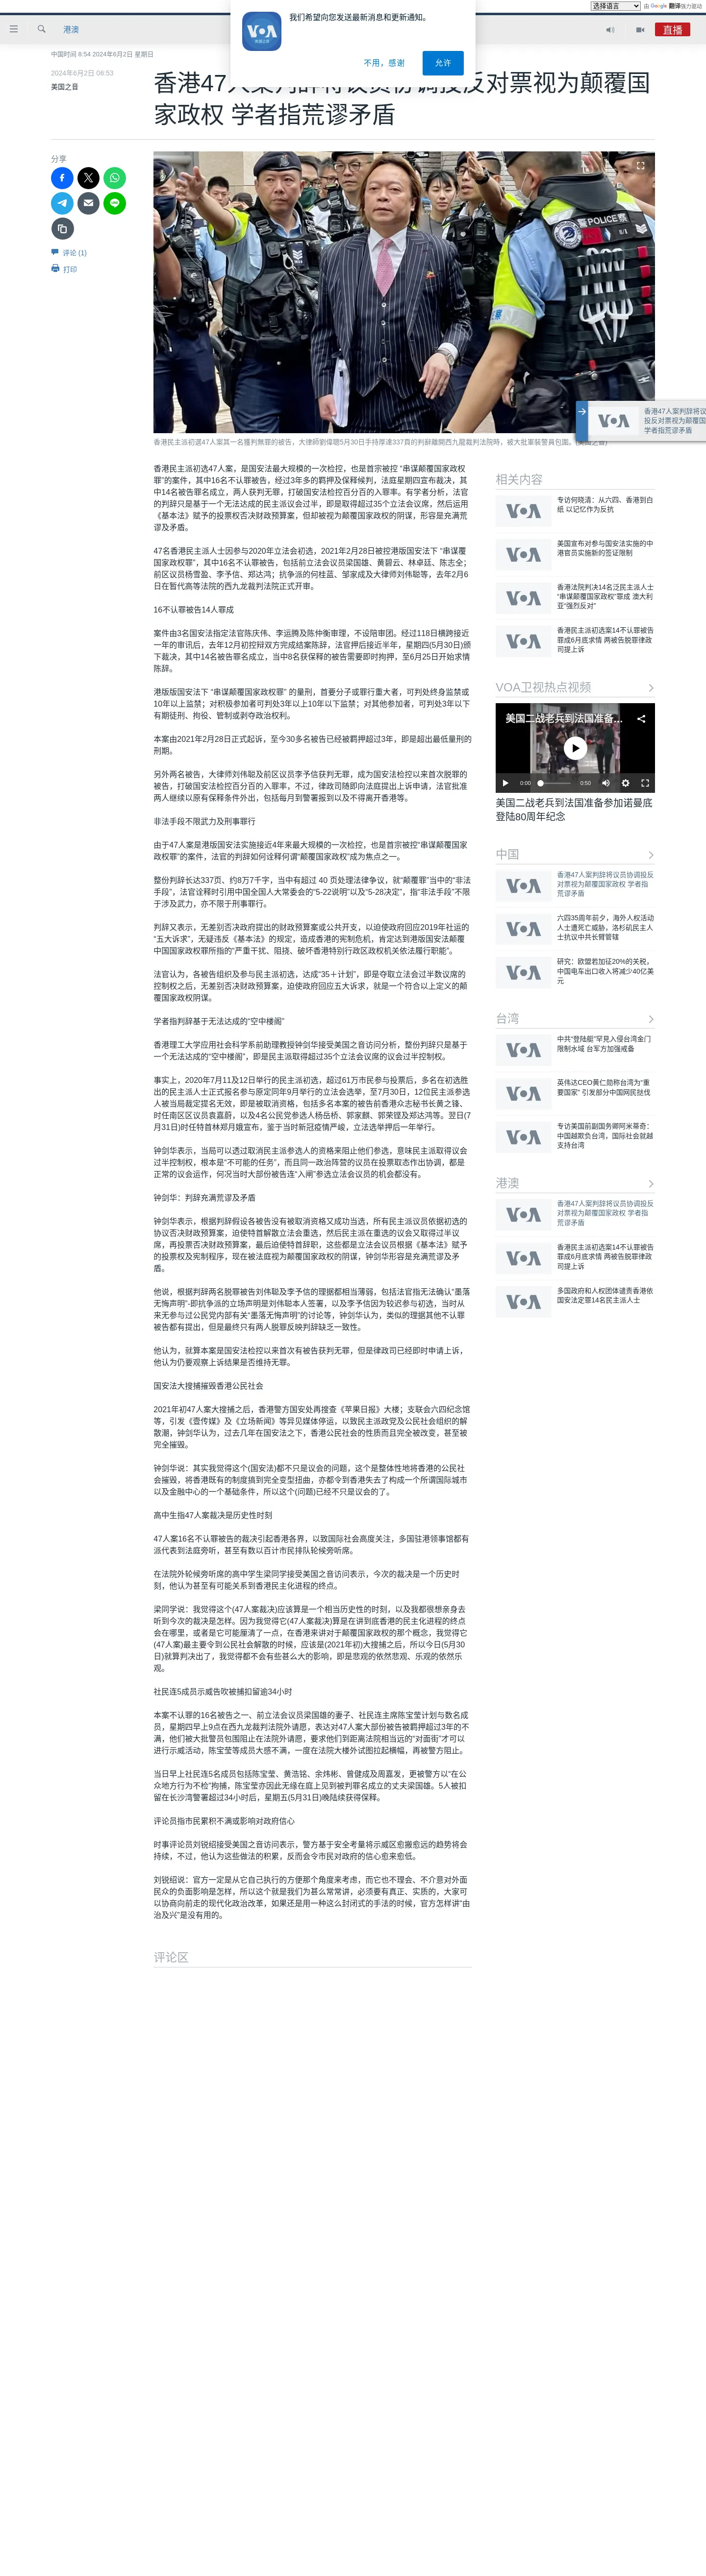 选择语言
由 Google 翻译强力驱动
我们希望向您发送最新消息和更新通知。
VOA
美国之音
不用，感谢
允许
港澳
直播
中国时间 8:54 2024年6月2日 星期日
2024年6月2日 06:53
美国之音
香港47人案判辞将议员协调投反对票视为颠覆国
家政权 学者指荒谬矛盾
分享
评论 (1)
打印
POLICE 警察
香港47人案判辞将议
投反对票视为颠覆国
学者指荒谬矛盾
香港民主派初選47人案其一名獲判無罪的被告，大律師劉偉聰5月30日手持厚達337頁的判辭離開西九龍裁判法院時，被大批軍裝警員包圍。(美國之音)
香港民主派初选47人案，是国安法最大规模的一次检控，也是首宗被控 “串谋颠覆国家政权
罪”的案件，其中16名不认罪被告，经过3年多的羁押及保释候判，法庭星期四宣布裁决，其
中14名被告罪名成立，两人获判无罪，打破国安法检控百分百的入罪率。有学者分析，法官
的判辞只是基于一个无法达成的民主派议会过半，即是取得超过35个立法会议席，然后运用
《基本法》赋予的投票权否决财政预算案，但却被视为颠覆国家政权的阴谋，形容是充满荒
谬及矛盾。
47名香港民主派人士因参与2020年立法会初选，2021年2月28日被控港版国安法下 “串谋覆
国家政权罪”，其中16名不认罪被告，包括前立法会议员梁国雄、黄碧云、林卓廷、陈志全；
前区议员杨雪盈、李予信、郑达鸿；抗争派的何桂蓝、邹家成及大律师刘伟聪等，去年2月6
日在暂代高等法院的西九龙裁判法院正式开审。
16不认罪被告14人罪成
案件由3名国安法指定法官陈庆伟、李运腾及陈仲衡审理，不设陪审团。经过118日横跨接近
一年的审讯后，去年12月初控辩双方完成结案陈辞，法官押后接近半年，星期四(5月30日)颁
下裁决，其中14名被告罪名成立，当中8名获保释的被告需要即时拘押，至6月25日开始求情
陈辞。
港版版国安法下 “串谋颠覆国家政权罪” 的量刑，首要分子或罪行重大者，可判处终身监禁或
10年以上监禁；对积极参加者可判处3年以上10年以下监禁；对其他参加者，可判处3年以下
有期徒刑、拘役、管制或剥夺政治权利。
本案由2021年2月28日正式起诉，至今30多名被告已经被羁押超过3年，即是超出最低量刑的
刑期。
另外两名被告，大律师刘伟聪及前区议员李予信获判无罪，成为国安法检控以来首次脱罪的
被告，打破国安法检控百分百的入罪率，不过，律政司随即向法庭提出上诉申请，法官批准
两人继续以原有保释条件外出，包括每月到警署报到以及不得离开香港等。
非法手段不限武力及刑事罪行
由于47人案是港版国安法实施接近4年来最大规模的一次检控，也是首宗被控“串谋颠覆国家
政权罪”的案件，法官的判辞如何诠释何谓“颠覆国家政权”成为焦点之一。
整份判辞长达337页、约8万7千字，当中有超过 40 页处理法律争议，就“颠覆罪”当中的“非法
手段”，法官诠释时引用中国全国人大常委会的“5-22说明”以及“5-28决定”，指“非法手段”不限
于涉及武力，亦不限于刑事罪行。
判辞又表示，无差别否决政府提出的财政预算案或公共开支，以迫使政府回应2019年社运的
“五大诉求”，无疑违反《基本法》的规定，造成香港的宪制危机，肯定达到港版国安法颠覆
中国国家政权罪所指的“严重干扰、阻挠、破坏香港特别行政区政权机关依法履行职能”。
法官认为，各被告组织及参与民主派初选，达成“35＋计划”，即是夺取立法会过半数议席的
控制权之后，无差别否决财政预算案，迫使政府回应五大诉求，就是一个符合以上定义的颠
覆国家政权阴谋。
学者指判辞基于无法达成的“空中楼阁”
香港理工大学应用社会科学系前助理教授钟剑华接受美国之音访问分析，整份判辞只是基于
一个无法达成的“空中楼阁”，即是民主派取得超过35个立法会议席的议会过半控制权。
事实上，2020年7月11及12日举行的民主派初选，超过61万市民参与投票后，多名在初选胜
出的民主派人士正式报名参与原定同年9月举行的立法会选举，至7月30日，12位民主派参选
人被当局裁定提名无效，即是被取消资格，包括多名本案的被告前香港众志秘书长黄之锋、
时任南区区议员袁嘉蔚，以及4名公民党参选人杨岳桥、郭家麒、郭荣铿及郑达鸿等。翌日(7
月31日)时任特首林郑月娥宣布，鉴于当时新冠疫情严峻，立法选举押后一年举行。
钟剑华表示，当局可以透过取消民主派参选人的资格来阻止他们参选，意味民主派取得议会
过半控制权，根本是“不可能的任务”，而且同一政治阵营的议员在投票取态作出协调，都是
正常的议会运作，何况当时大部份被告连“入闸”参选立法会议员的机会都没有。
钟剑华：判辞充满荒谬及矛盾
钟剑华表示，根据判辞假设各被告没有被取消资格又成功当选，所有民主派议员依据初选的
协议否决财政预算案，迫使特首解散立法会重选，然后民主派在重选的议会又取得过半议
席，再投票否决财政预算案，最后迫使特首辞职，这些都是立法会议员根据《基本法》赋予
的投票权及宪制程序，现在被法庭视为颠覆国家政权的阴谋，钟剑华形容是充满荒谬及矛
盾。
他说，根据判辞两名脱罪被告刘伟聪及李予信的理据都相当薄弱，包括法官指无法确认“墨落
无悔声明”-即抗争派的立场声明是刘伟聪本人签署，以及李予信因为较迟参与初选，当时从
来无参与过公民党内部有关“墨落无悔声明”的讨论等，钟剑华认为，类似的理据其他不认罪
被告都有提出，但是最终只有两人脱罪反映判辞缺乏一致性。
他认为，就算本案是国安法检控以来首次有被告获判无罪，但是律政司已经即时申请上诉，
他认为仍要观察上诉结果是否维持无罪。
国安法大搜捕摧毁香港公民社会
2021年初47人案大搜捕之后，香港警方国安处再搜查《苹果日报》大楼；支联会六四纪念馆
等，引发《壹传媒》及《立场新闻》等异见媒体停运，以致民主派政党及公民社会组织的解
散潮，钟剑华认为，过去几年在国安法之下，香港公民社会的性质而且完全被改变，甚至被
完全摧毁。
钟剑华说：其实我觉得这个(国安法)都不只是议会的问题，这个是整体性地将香港的公民社
会摧毁，将香港既有的制度搞到完全变型扭曲，亦都令到香港失去了构成一个所谓国际城市
以及金融中心的一个基础条件，所以这个(问题)已经不只是议会的了。
高中生指47人案裁决是历史性时刻
47人案16名不认罪被告的裁决引起香港各界，以致国际社会高度关注，多国驻港领事馆都有
派代表到法庭旁听，甚至有数以百计市民排队轮候旁听席。
在法院外轮候旁听席的高中学生梁同学接受美国之音访问表示，今次的裁决是一个历史时
刻，他认为甚至有可能关系到香港民主化进程的终点。
梁同学说：我觉得这个(47人案裁决)应该算是一个相当历史性的时刻，以及我都很想亲身去
听到今次的裁决是怎样。因为我觉得它(47人案裁决)算是在讲到底香港的民主化进程的终点
会在哪里，或者是它可能厘清了一点，在香港来讲对于颠覆国家政权的那个概念，我觉得它
(47人案)最主要令到公民社会解散的时候，应该是(2021年初)大搜捕之后，所以今日(5月30
日)就算判决出了，我觉得都不会有些甚么大的影响，即是悲观的依然悲观、乐观的依然乐
观。
社民连5成员示威告吹被捕扣留逾34小时
本案不认罪的16名被告之一、前立法会议员梁国雄的妻子、社民连主席陈宝莹计划与数名成
员，星期四早上9点在西九龙裁判法院外请愿，表达对47人案大部份被告被羁押超过3年的不
满，他们被大批警员包围阻止在法院外请愿，要求他们到距离法院相当远的“对面街”才可以
进行示威活动，陈宝莹等成员大感不满，一度在法院大楼外试图拉起横幅，再被警方阻止。
当日早上社民连5名成员包括陈宝莹、黄浩铭、余炜彬、曾健成及周嘉发，更被警方以“在公
众地方行为不检”拘捕，陈宝莹亦因此无缘在庭上见到被判罪名成立的丈夫梁国雄。5人被扣
留在长沙湾警署超过34小时后，星期五(5月31日)晚陆续获得保释。
评论员指市民累积不满或影响对政府信心
时事评论员刘锐绍接受美国之音访问表示，警方基于安全考量将示威区愈搬愈远的趋势将会
持续，不过，他认为这些做法的积累，反而会令市民对政府的信心愈来愈低。
刘锐绍说：官方一定是从它自己执行的方便那个角度来考虑，而它也不理会、不介意对外面
民众的负面影响是怎样，所以这个就是我们为甚么常常讲，必须要有真正、实质的，大家可
以协商向前走的现代化政治改革，如果还是用一种这么封闭式的手法的时候，官方怎样讲“由
治及兴”是没有用的。
评论区
相关内容
专访何晓清：从六四、香港到白
纸 以记忆作为反抗
美国宣布对参与国安法实施的中
港官员实施新的签证限制
香港法院判决14名泛民主派人士
“串谋颠覆国家政权”罪成 澳大利
亚“强烈反对”
香港民主派初选案14不认罪被告
罪成6月底求情 两被告脱罪律政
司提上诉
VOA卫视热点视频
美国二战老兵到法国准备…
0:00
0:50
美国二战老兵到法国准备参加诺曼底
登陆80周年纪念
中国
香港47人案判辞将议员协调投反
对票视为颠覆国家政权 学者指
荒谬矛盾
六四35周年前夕，海外人权活动
人士遭死亡威胁，洛杉矶民主人
士抗议中共长臂管辖
研究：欧盟若加征20%的关税，
中国电车出口收入将减少40亿美
元
台湾
中共“登陆艇”罕見入侵台湾金门
限制水域 台军方加强戒备
英伟达CEO黄仁勋称台湾为“重
要国家” 引发部分中国网民挞伐
专访美国前副国务卿阿米蒂奇：
中国越欺负台湾，国际社会就越
支持台湾
港澳
香港47人案判辞将议员协调投反
对票视为颠覆国家政权 学者指
荒谬矛盾
香港民主派初选案14不认罪被告
罪成6月底求情 两被告脱罪律政
司提上诉
多国政府和人权团体谴责香港依
国安法定罪14名民主派人士